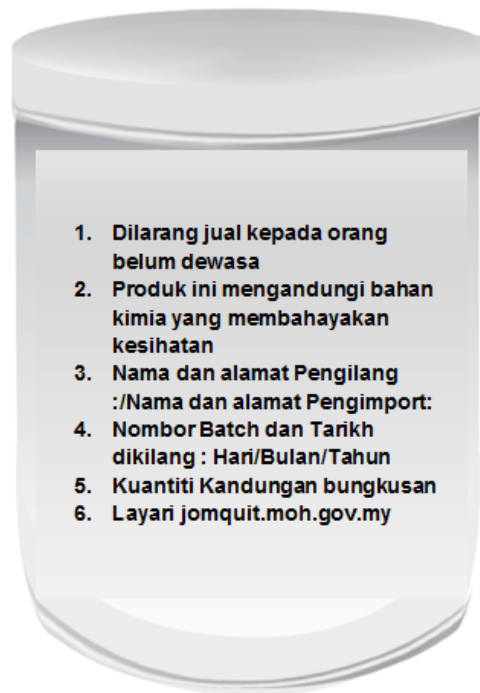 1. Dilarang jual kepada orang
belum dewasa
2. Produk ini mengandungi bahan
kimia yang membahayakan
kesihatan
3. Nama dan alamat Pengilang
:/Nama dan alamat Pengimport:
4. Nombor Batch dan Tarikh
dikilang : Hari/Bulan/Tahun
5. Kuantiti Kandungan bungkusan
6. Layari jomquit.moh.gov.my